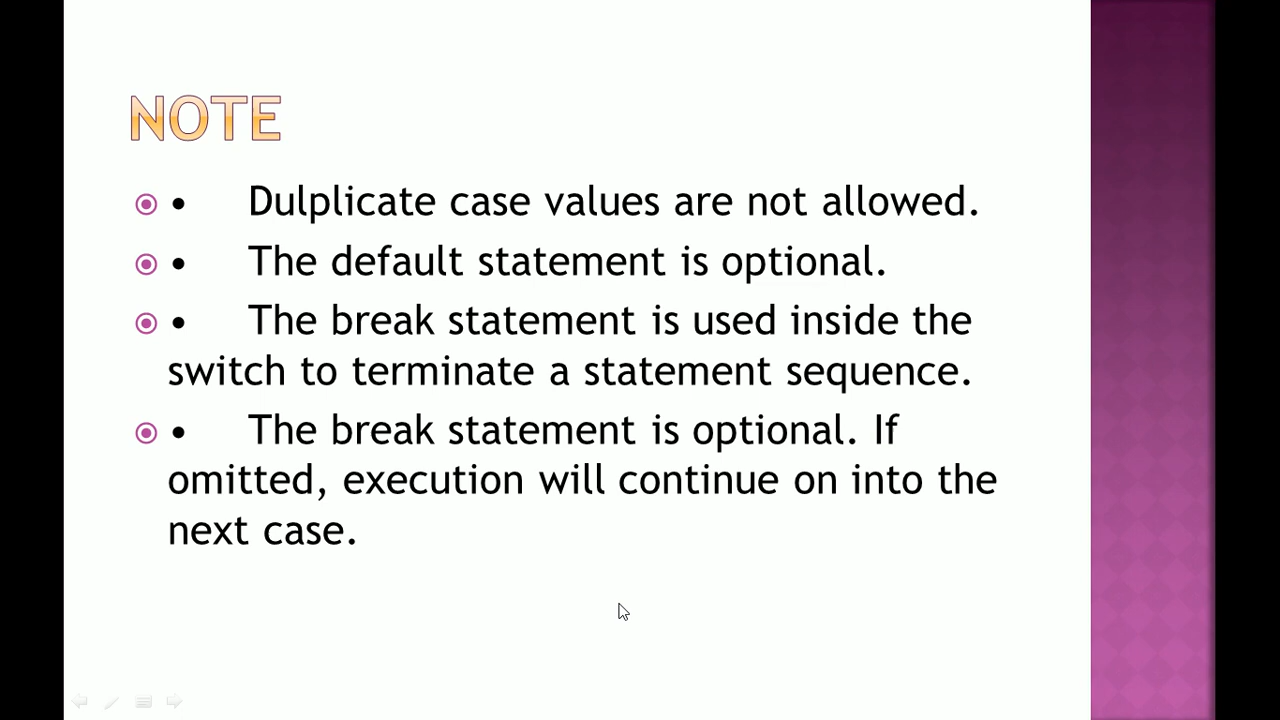 NOTE
• Dulplicate case values are not allowed.
• The default statement is optional.
• The break statement is used inside the
switch to terminate a statement sequence.
• The break statement is optional. If
omitted, execution will continue on into the
next case.